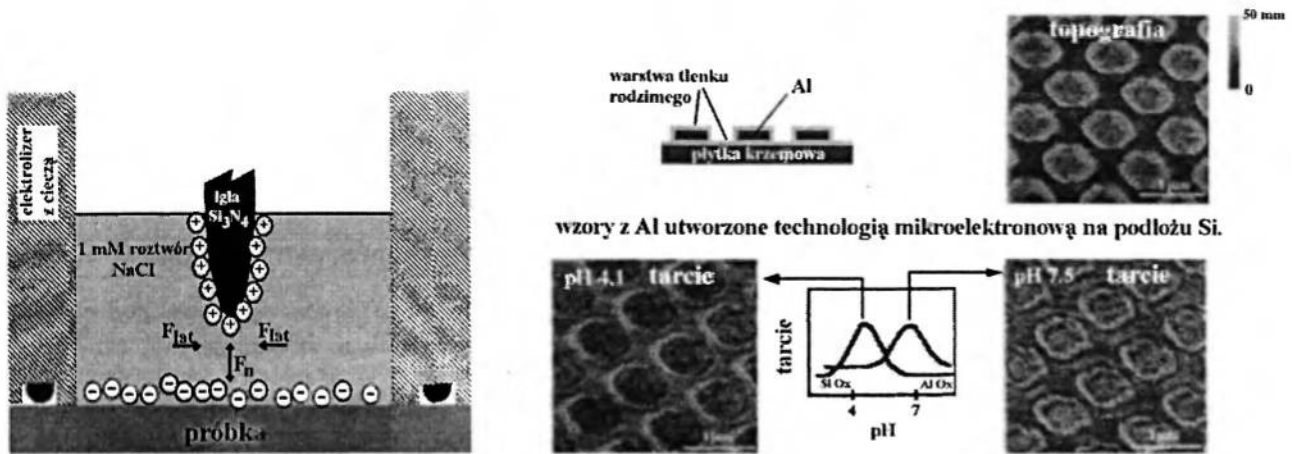 elektrolizer
z cieczą
Igła
Si3N4
1 mM roztwór
NaCl
Flat
Flat
Fn
próbka
warstwa tlenku
rodzimego
Al
płytka krzemowa
topografia
50 mm
0
wzory z Al utworzone technologią mikroelektronową na podłożu Si.
pH 4.1 tarcie
tarcie
Si Ox
Al Ox
4
7
pH
pH 7.5 tarcie